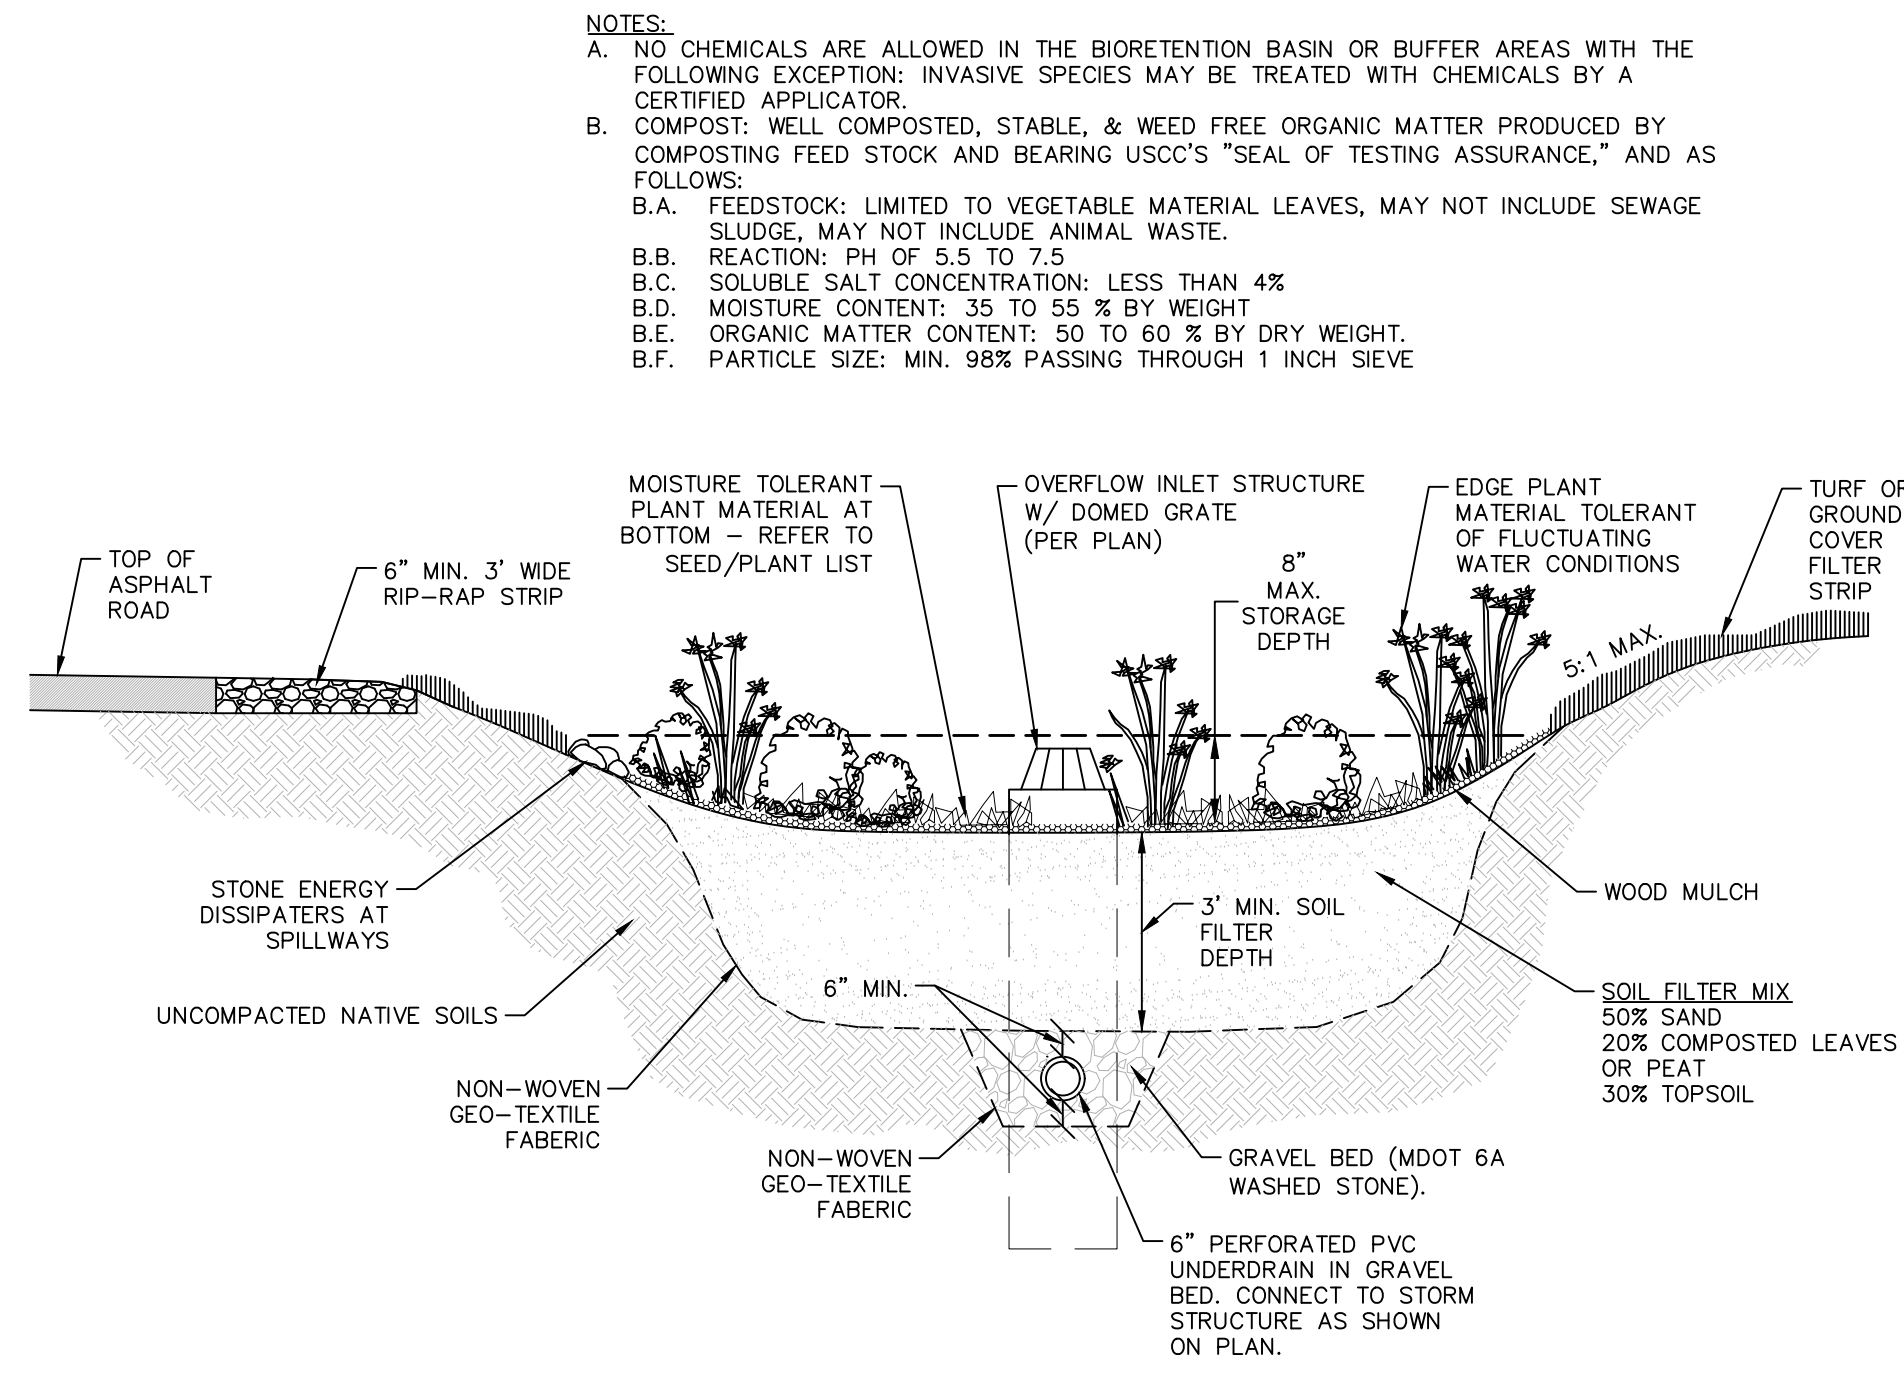 NOTES:
A. NO CHEMICALS ARE ALLOWED IN THE BIORETENTION BASIN OR BUFFER AREAS WITH THE
FOLLOWING EXCEPTION: INVASIVE SPECIES MAY BE TREATED WITH CHEMICALS BY A
CERTIFIED APPLICATOR.
B. COMPOST: WELL COMPOSTED, STABLE, & WEED FREE ORGANIC MATTER PRODUCED BY
COMPOSTING FEED STOCK AND BEARING USCC'S "SEAL OF TESTING ASSURANCE," AND AS
FOLLOWS:
B.A. FEEDSTOCK: LIMITED TO VEGETABLE MATERIAL LEAVES, MAY NOT INCLUDE SEWAGE
SLUDGE, MAY NOT INCLUDE ANIMAL WASTE.
B.B. REACTION: PH OF 5.5 TO 7.5
B.C. SOLUBLE SALT CONCENTRATION: LESS THAN 4%
B.D. MOISTURE CONTENT: 35 TO 55 % BY WEIGHT
B.E. ORGANIC MATTER CONTENT: 50 TO 60 % BY DRY WEIGHT.
B.F. PARTICLE SIZE: MIN. 98% PASSING THROUGH 1 INCH SIEVE
TOP OF
ASPHALT
ROAD
6" MIN. 3' WIDE
RIP-RAP STRIP
MOISTURE TOLERANT
PLANT MATERIAL AT
BOTTOM - REFER TO
SEED/PLANT LIST
OVERFLOW INLET STRUCTURE
W/ DOMED GRATE
(PER PLAN)
8"
MAX.
STORAGE
DEPTH
EDGE PLANT
MATERIAL TOLERANT
OF FLUCTUATING
WATER CONDITIONS
5:1 MAX.
TURF OR
GROUND
COVER
FILTER
STRIP
STONE ENERGY
DISSIPATERS AT
SPILLWAYS
UNCOMPACTED NATIVE SOILS
NON-WOVEN
GEO-TEXTILE
FABERIC
6" MIN.
3' MIN. SOIL
FILTER
DEPTH
WOOD MULCH
SOIL FILTER MIX
50% SAND
20% COMPOSTED LEAVES
OR PEAT
30% TOPSOIL
NON-WOVEN
GEO-TEXTILE
FABERIC
GRAVEL BED (MDOT 6A
WASHED STONE).
6" PERFORATED PVC
UNDERDRAIN IN GRAVEL
BED. CONNECT TO STORM
STRUCTURE AS SHOWN
ON PLAN.